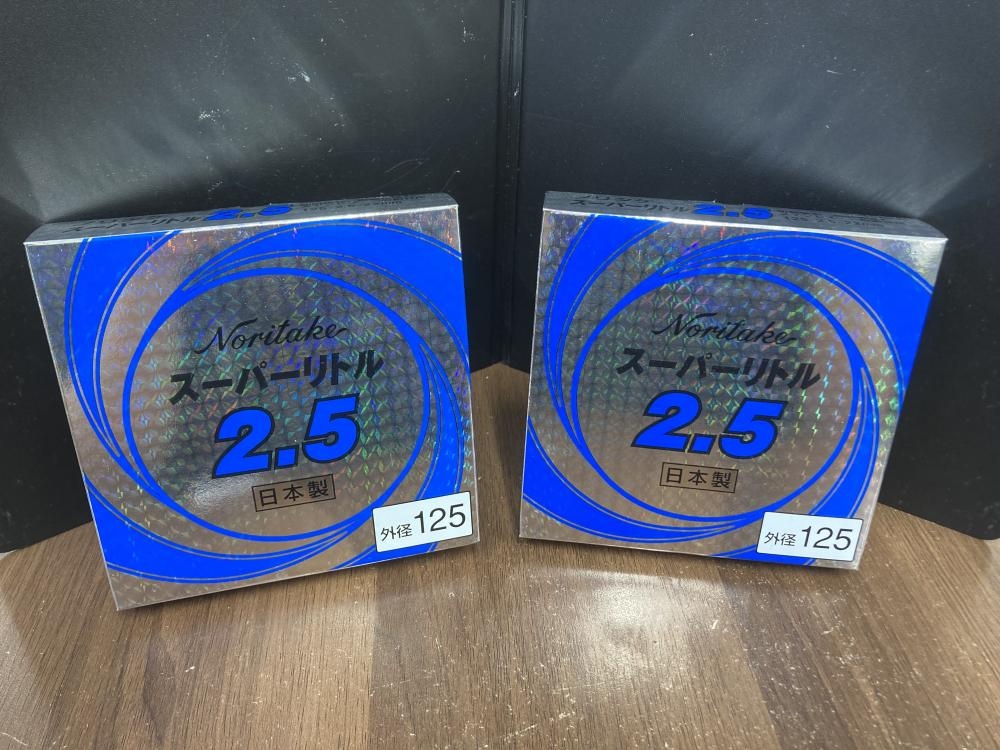 スーパーリトル 2.5
Noritake
スーパーリトル
2.5
日本製
外径 125
スーパーリトル 2.5
Noritake
スーパーリトル
2.5
日本製
外径 125